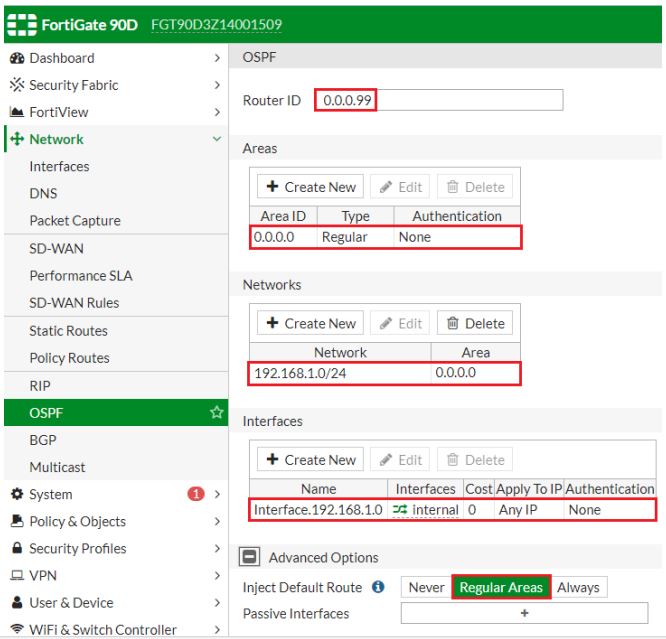 FortiGate 90D FGT90D3Z14001509
Dashboard
Security Fabric
FortiView
Network
Interfaces
DNS
Packet Capture
SD-WAN
Performance SLA
SD-WAN Rules
Static Routes
Policy Routes
RIP
OSPF
BGP
Multicast
System 1
Policy & Objects
Security Profiles
VPN
User & Device
WiFi & Switch Controller
OSPF
Router ID 0.0.0.99
Areas
+ Create New Edit Delete
Area ID Type Authentication
0.0.0.0 Regular None
Networks
+ Create New Edit Delete
Network Area
192.168.1.0/24 0.0.0.0
Interfaces
+ Create New Edit Delete
Name Interfaces Cost Apply To IP Authentication
Interface.192.168.1.0 internal 0 Any IP None
Advanced Options
Inject Default Route Never Regular Areas Always
Passive Interfaces +